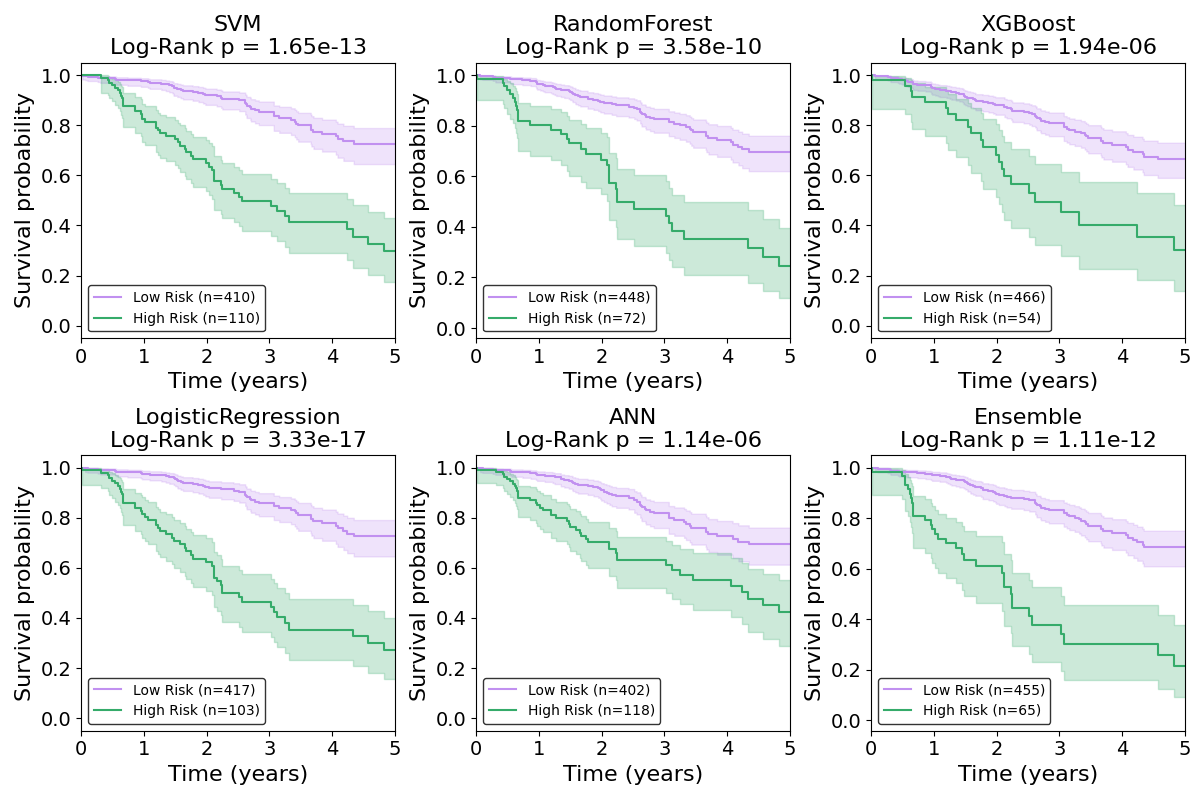 SVM
Log-Rank p = 1.65e-13
Survival probability
1.0
0.8
0.6
0.4
0.2
0.0
Low Risk (n=410)
High Risk (n=110)
0 1 2 3 4 5
Time (years)
RandomForest
Log-Rank p = 3.58e-10
Survival probability
1.0
0.8
0.6
0.4
0.2
0.0
Low Risk (n=448)
High Risk (n=72)
0 1 2 3 4 5
Time (years)
XGBoost
Log-Rank p = 1.94e-06
Survival probability
1.0
0.8
0.6
0.4
0.2
0.0
Low Risk (n=466)
High Risk (n=54)
0 1 2 3 4 5
Time (years)
LogisticRegression
Log-Rank p = 3.33e-17
Survival probability
1.0
0.8
0.6
0.4
0.2
0.0
Low Risk (n=417)
High Risk (n=103)
0 1 2 3 4 5
Time (years)
ANN
Log-Rank p = 1.14e-06
Survival probability
1.0
0.8
0.6
0.4
0.2
0.0
Low Risk (n=402)
High Risk (n=118)
0 1 2 3 4 5
Time (years)
Ensemble
Log-Rank p = 1.11e-12
Survival probability
1.0
0.8
0.6
0.4
0.2
0.0
Low Risk (n=455)
High Risk (n=65)
0 1 2 3 4 5
Time (years)